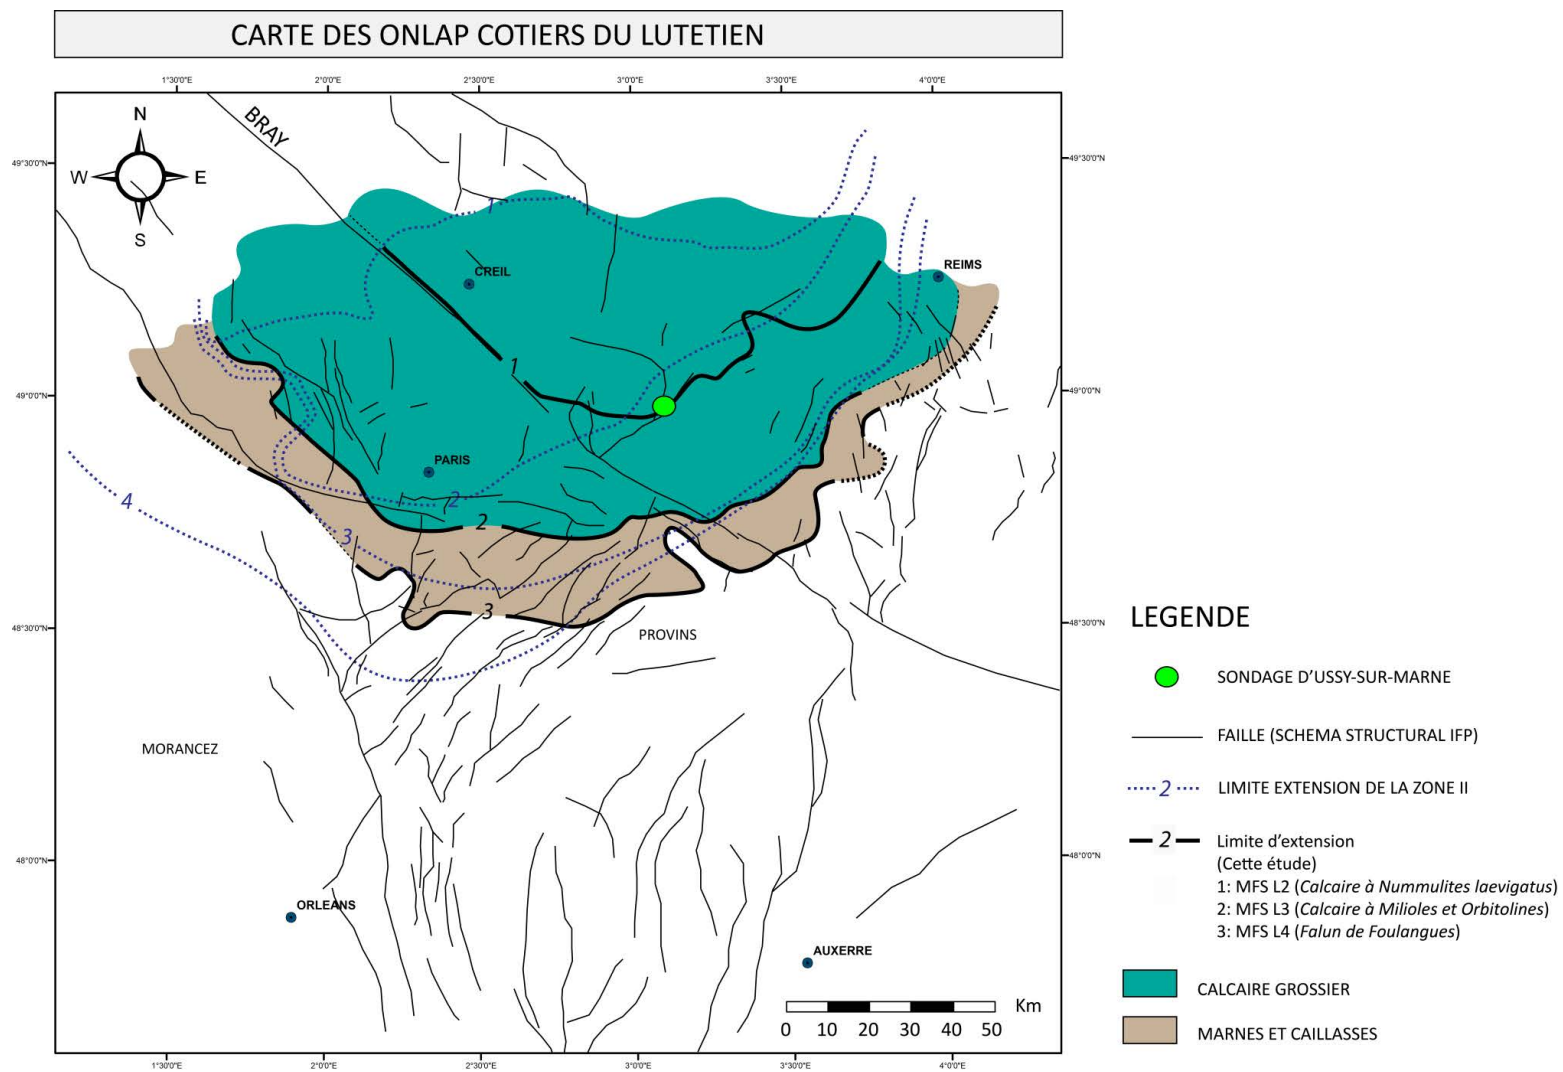 CARTE DES ONLAP COTIERS DU LUTETIEN
1°30'0"E 2°0'0"E 2°30'0"E 3°0'0"E 3°30'0"E 4°0'0"E
N
W E
S
BRAY
49°30'0"N 49°30'0"N
1
REIMS
CREIL
1
49°0'0"N 49°0'0"N
PARIS
2
4
2
3
3
48°30'0"N 48°30'0"N
PROVINS
MORANCEZ
48°0'0"N 48°0'0"N
ORLEANS
AUXERRE
Km
0 10 20 30 40 50
1°30'0"E 2°0'0"E 2°30'0"E 3°0'0"E 3°30'0"E 4°0'0"E
LEGENDE
SONDAGE D'USSY-SUR-MARNE
FAILLE (SCHEMA STRUCTURAL IFP)
2 LIMITE EXTENSION DE LA ZONE II
2 Limite d'extension
(Cette étude)
1: MFS L2 (Calcaire à Nummulites laevigatus)
2: MFS L3 (Calcaire à Milioles et Orbitolines)
3: MFS L4 (Falun de Foulangues)
CALCAIRE GROSSIER
MARNES ET CAILLASSES